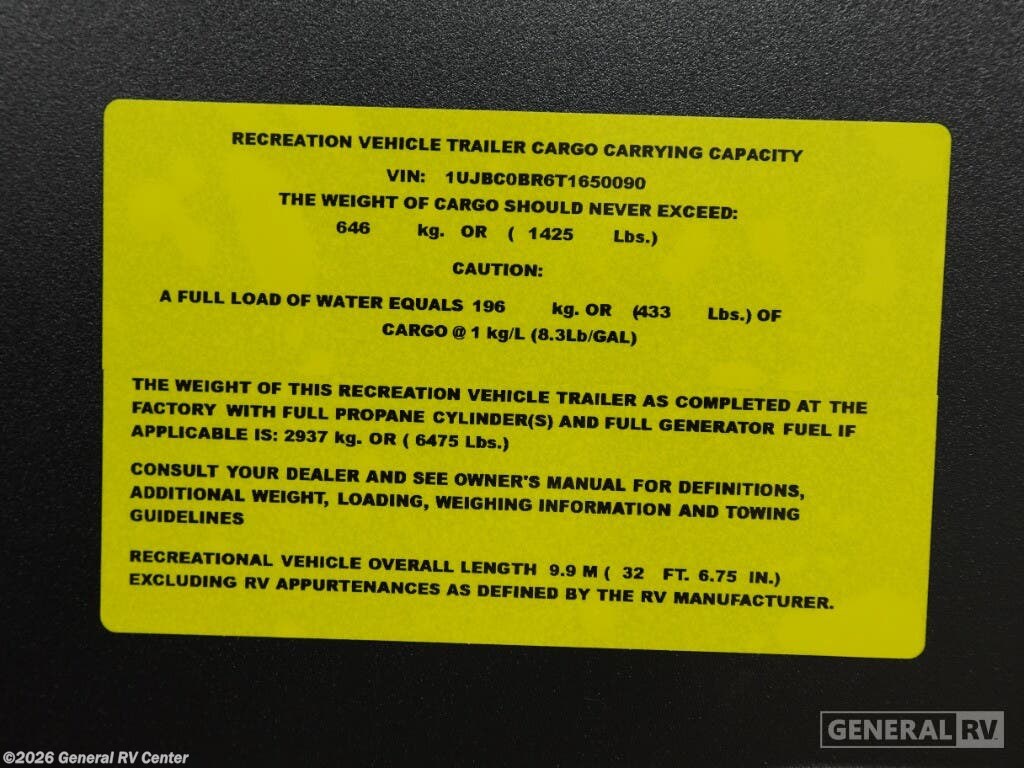 RECREATION VEHICLE TRAILER CARGO CARRYING CAPACITY
VIN: 1UJBC0BR6T1650090
THE WEIGHT OF CARGO SHOULD NEVER EXCEED:
646 kg. OR ( 1425 Lbs.)
CAUTION:
A FULL LOAD OF WATER EQUALS 196 kg. OR (433 Lbs.) OF
CARGO @ 1 kg/L (8.3Lb/GAL)
THE WEIGHT OF THIS RECREATION VEHICLE TRAILER AS COMPLETED AT THE
FACTORY WITH FULL PROPANE CYLINDER(S) AND FULL GENERATOR FUEL IF
APPLICABLE IS: 2937 kg. OR ( 6475 Lbs.)
CONSULT YOUR DEALER AND SEE OWNER'S MANUAL FOR DEFINITIONS,
ADDITIONAL WEIGHT, LOADING, WEIGHING INFORMATION AND TOWING
GUIDELINES
RECREATIONAL VEHICLE OVERALL LENGTH 9.9 M ( 32 FT. 6.75 IN.)
EXCLUDING RV APPURTENANCES AS DEFINED BY THE RV MANUFACTURER.
GENERAL RV
©2026 General RV Center